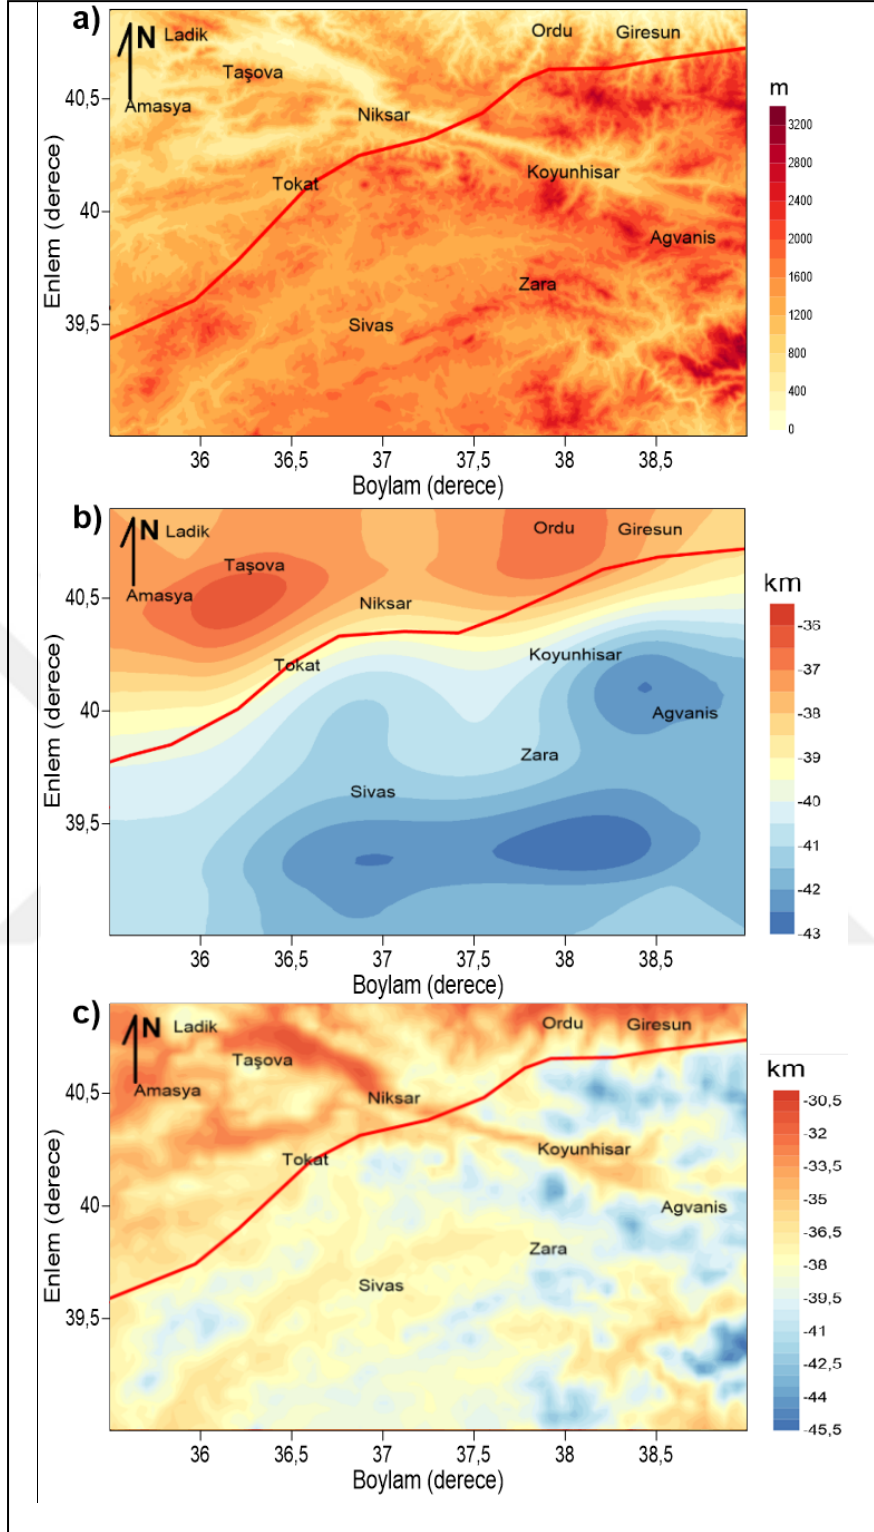 a)
N
Ladik
Ordu
Giresun
Taşova
Amasya
Niksar
Koyunhisar
Tokat
Agvanis
Zara
Sivas
Enlem (derece)
40,5
40
39,5
36
36,5
37
37,5
38
38,5
Boylam (derece)
m
3200
2800
2400
2000
1600
1200
800
400
0
b)
N
Ladik
Ordu
Giresun
Taşova
Amasya
Niksar
Koyunhisar
Tokat
Agvanis
Zara
Sivas
Enlem (derece)
40,5
40
39,5
36
36,5
37
37,5
38
38,5
Boylam (derece)
km
-36
-37
-38
-39
-40
-41
-42
-43
c)
N
Ladik
Ordu
Giresun
Taşova
Amasya
Niksar
Koyunhisar
Tokat
Agvanis
Zara
Sivas
Enlem (derece)
40,5
40
39,5
36
36,5
37
37,5
38
38,5
Boylam (derece)
km
-30,5
-32
-33,5
-35
-36,5
-38
-39,5
-41
-42,5
-44
-45,5